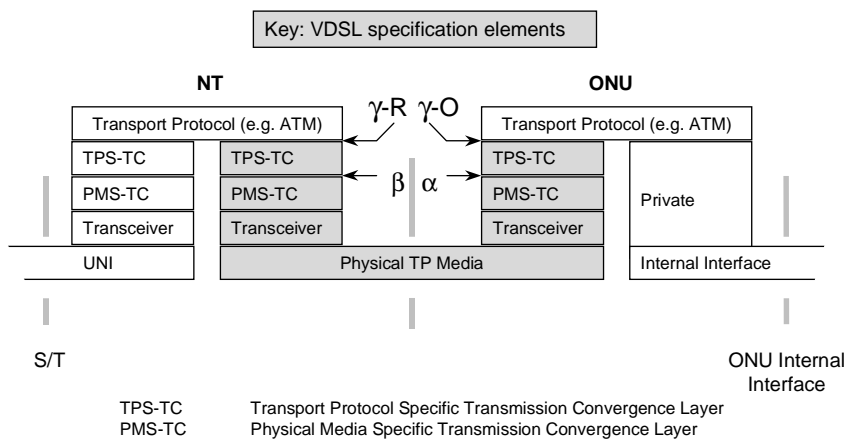 Key: VDSL specification elements
NT
ONU
γ-R γ-O
Transport Protocol (e.g. ATM)
Transport Protocol (e.g. ATM)
TPS-TC
TPS-TC
TPS-TC
β
α
PMS-TC
PMS-TC
PMS-TC
Private
Transceiver
Transceiver
Transceiver
UNI
Physical TP Media
Internal Interface
S/T
ONU Internal
Interface
TPS-TC Transport Protocol Specific Transmission Convergence Layer
PMS-TC Physical Media Specific Transmission Convergence Layer